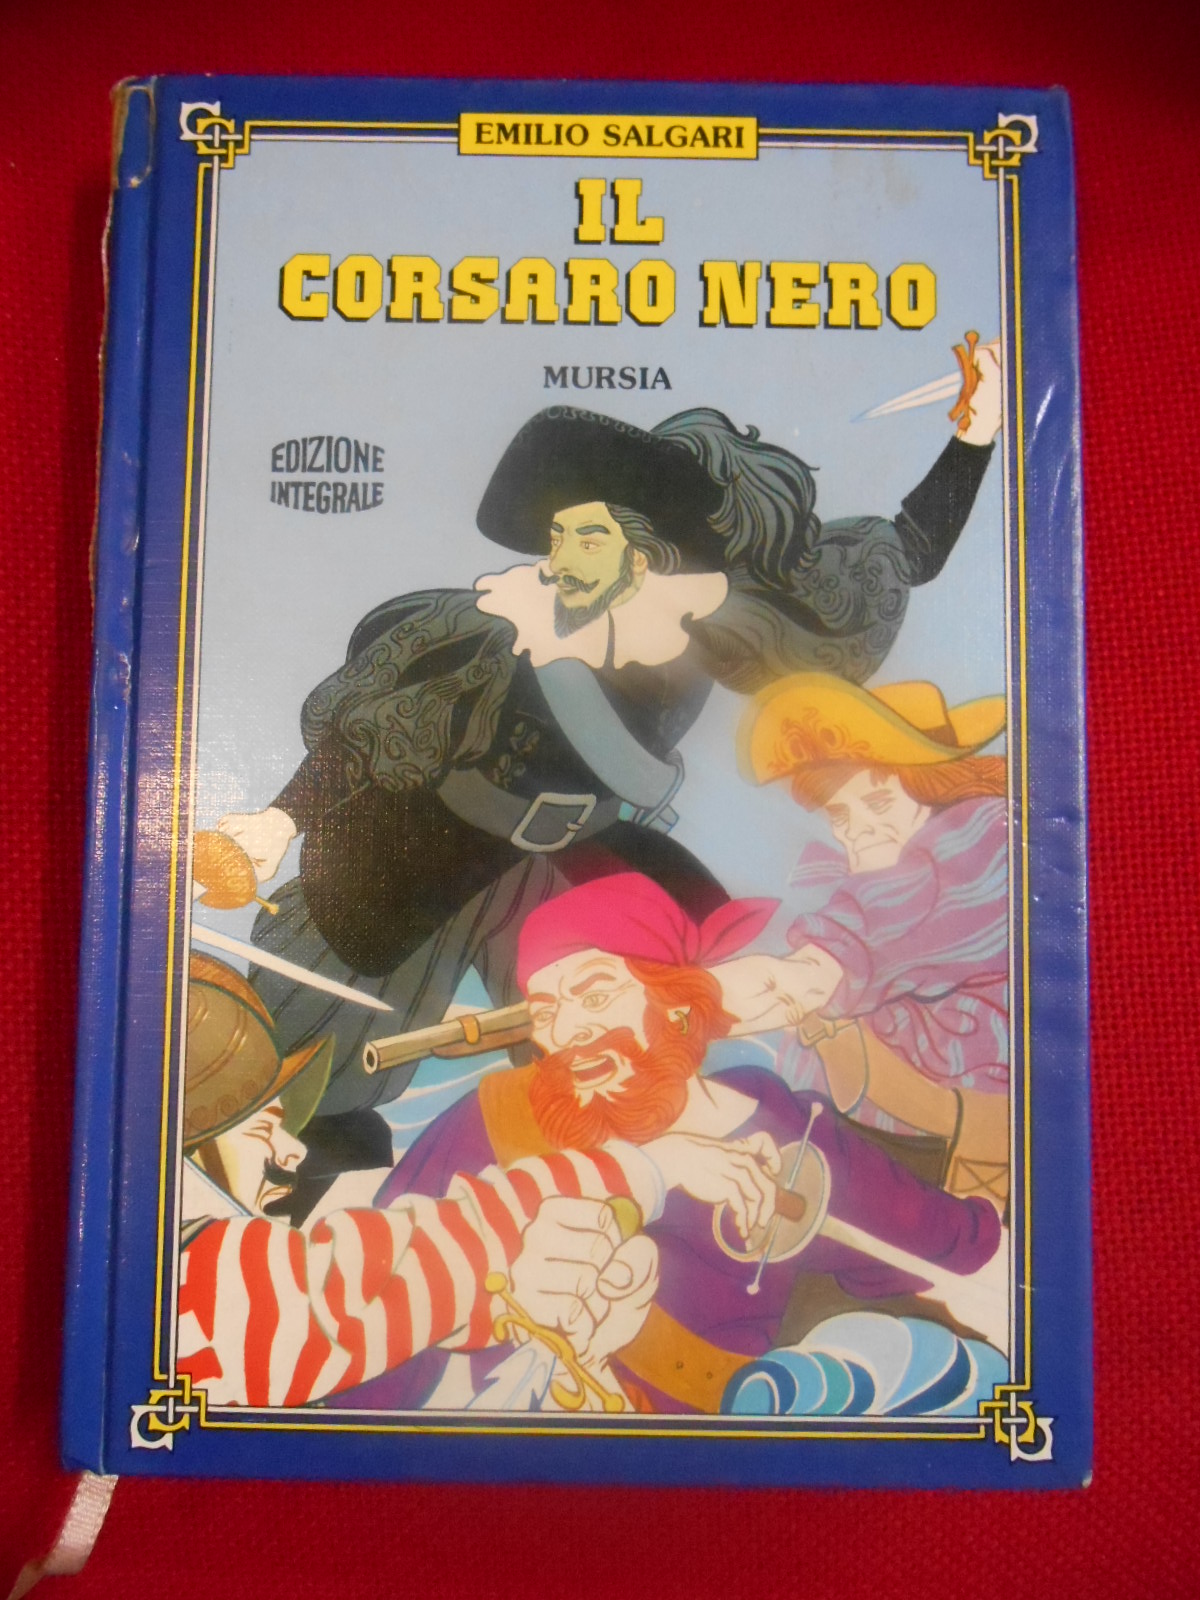 EMILIO SALGARI
IL
CORSARO NERO
MURSIA
EDIZIONE
INTEGRALE